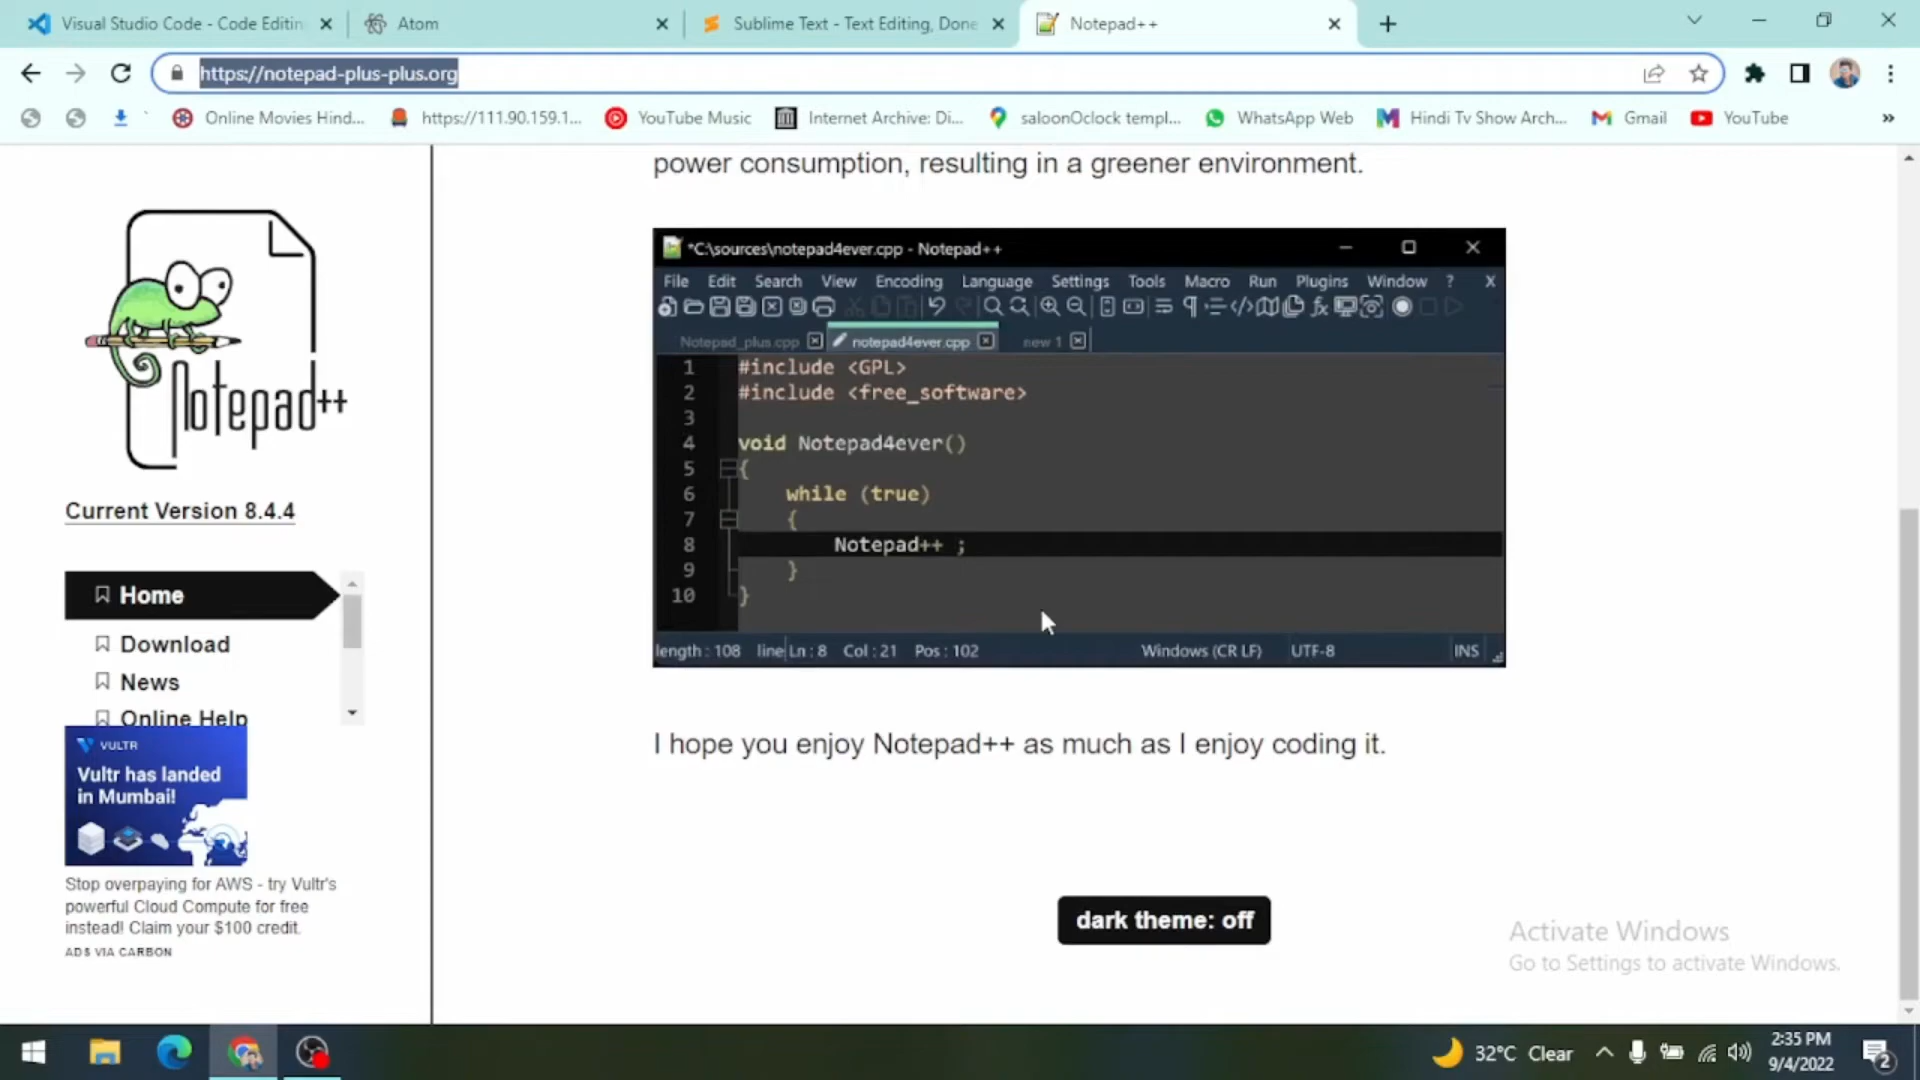 Visual Studio Code - Code Editin
Atom
Sublime Text - Text Editing, Done
Notepad++
https://notepad-plus-plus.org
Online Movies Hind...
https://111.90.159.1...
YouTube Music
Internet Archive: Di...
saloonOclock templ...
WhatsApp Web
Hindi Tv Show Arch...
Gmail
YouTube
»
power consumption, resulting in a greener environment.
Notepad++
Current Version 8.4.4
Home
Download
News
Online Help
VULTR
Vultr has landed
in Mumbai!
Stop overpaying for AWS - try Vultr's
powerful Cloud Compute for free
instead! Claim your $100 credit.
ADS VIA CARBON
*C:\sources\notepad4ever.cpp - Notepad++
File Edit Search View Encoding Language Settings Tools Macro Run Plugins Window ? X
Notepad_plus.cpp notepad4ever.cpp new 1
1 #include <GPL>
2 #include <free_software>
3
4 void Notepad4ever()
5 {
6 while (true)
7 {
8 Notepad++ ;
9 }
10 }
length : 108 line Ln : 8 Col : 21 Pos : 102 Windows (CR LF) UTF-8 INS
I hope you enjoy Notepad++ as much as I enjoy coding it.
dark theme: off
Activate Windows
Go to Settings to activate Windows.
32°C Clear
2:35 PM
9/4/2022
2